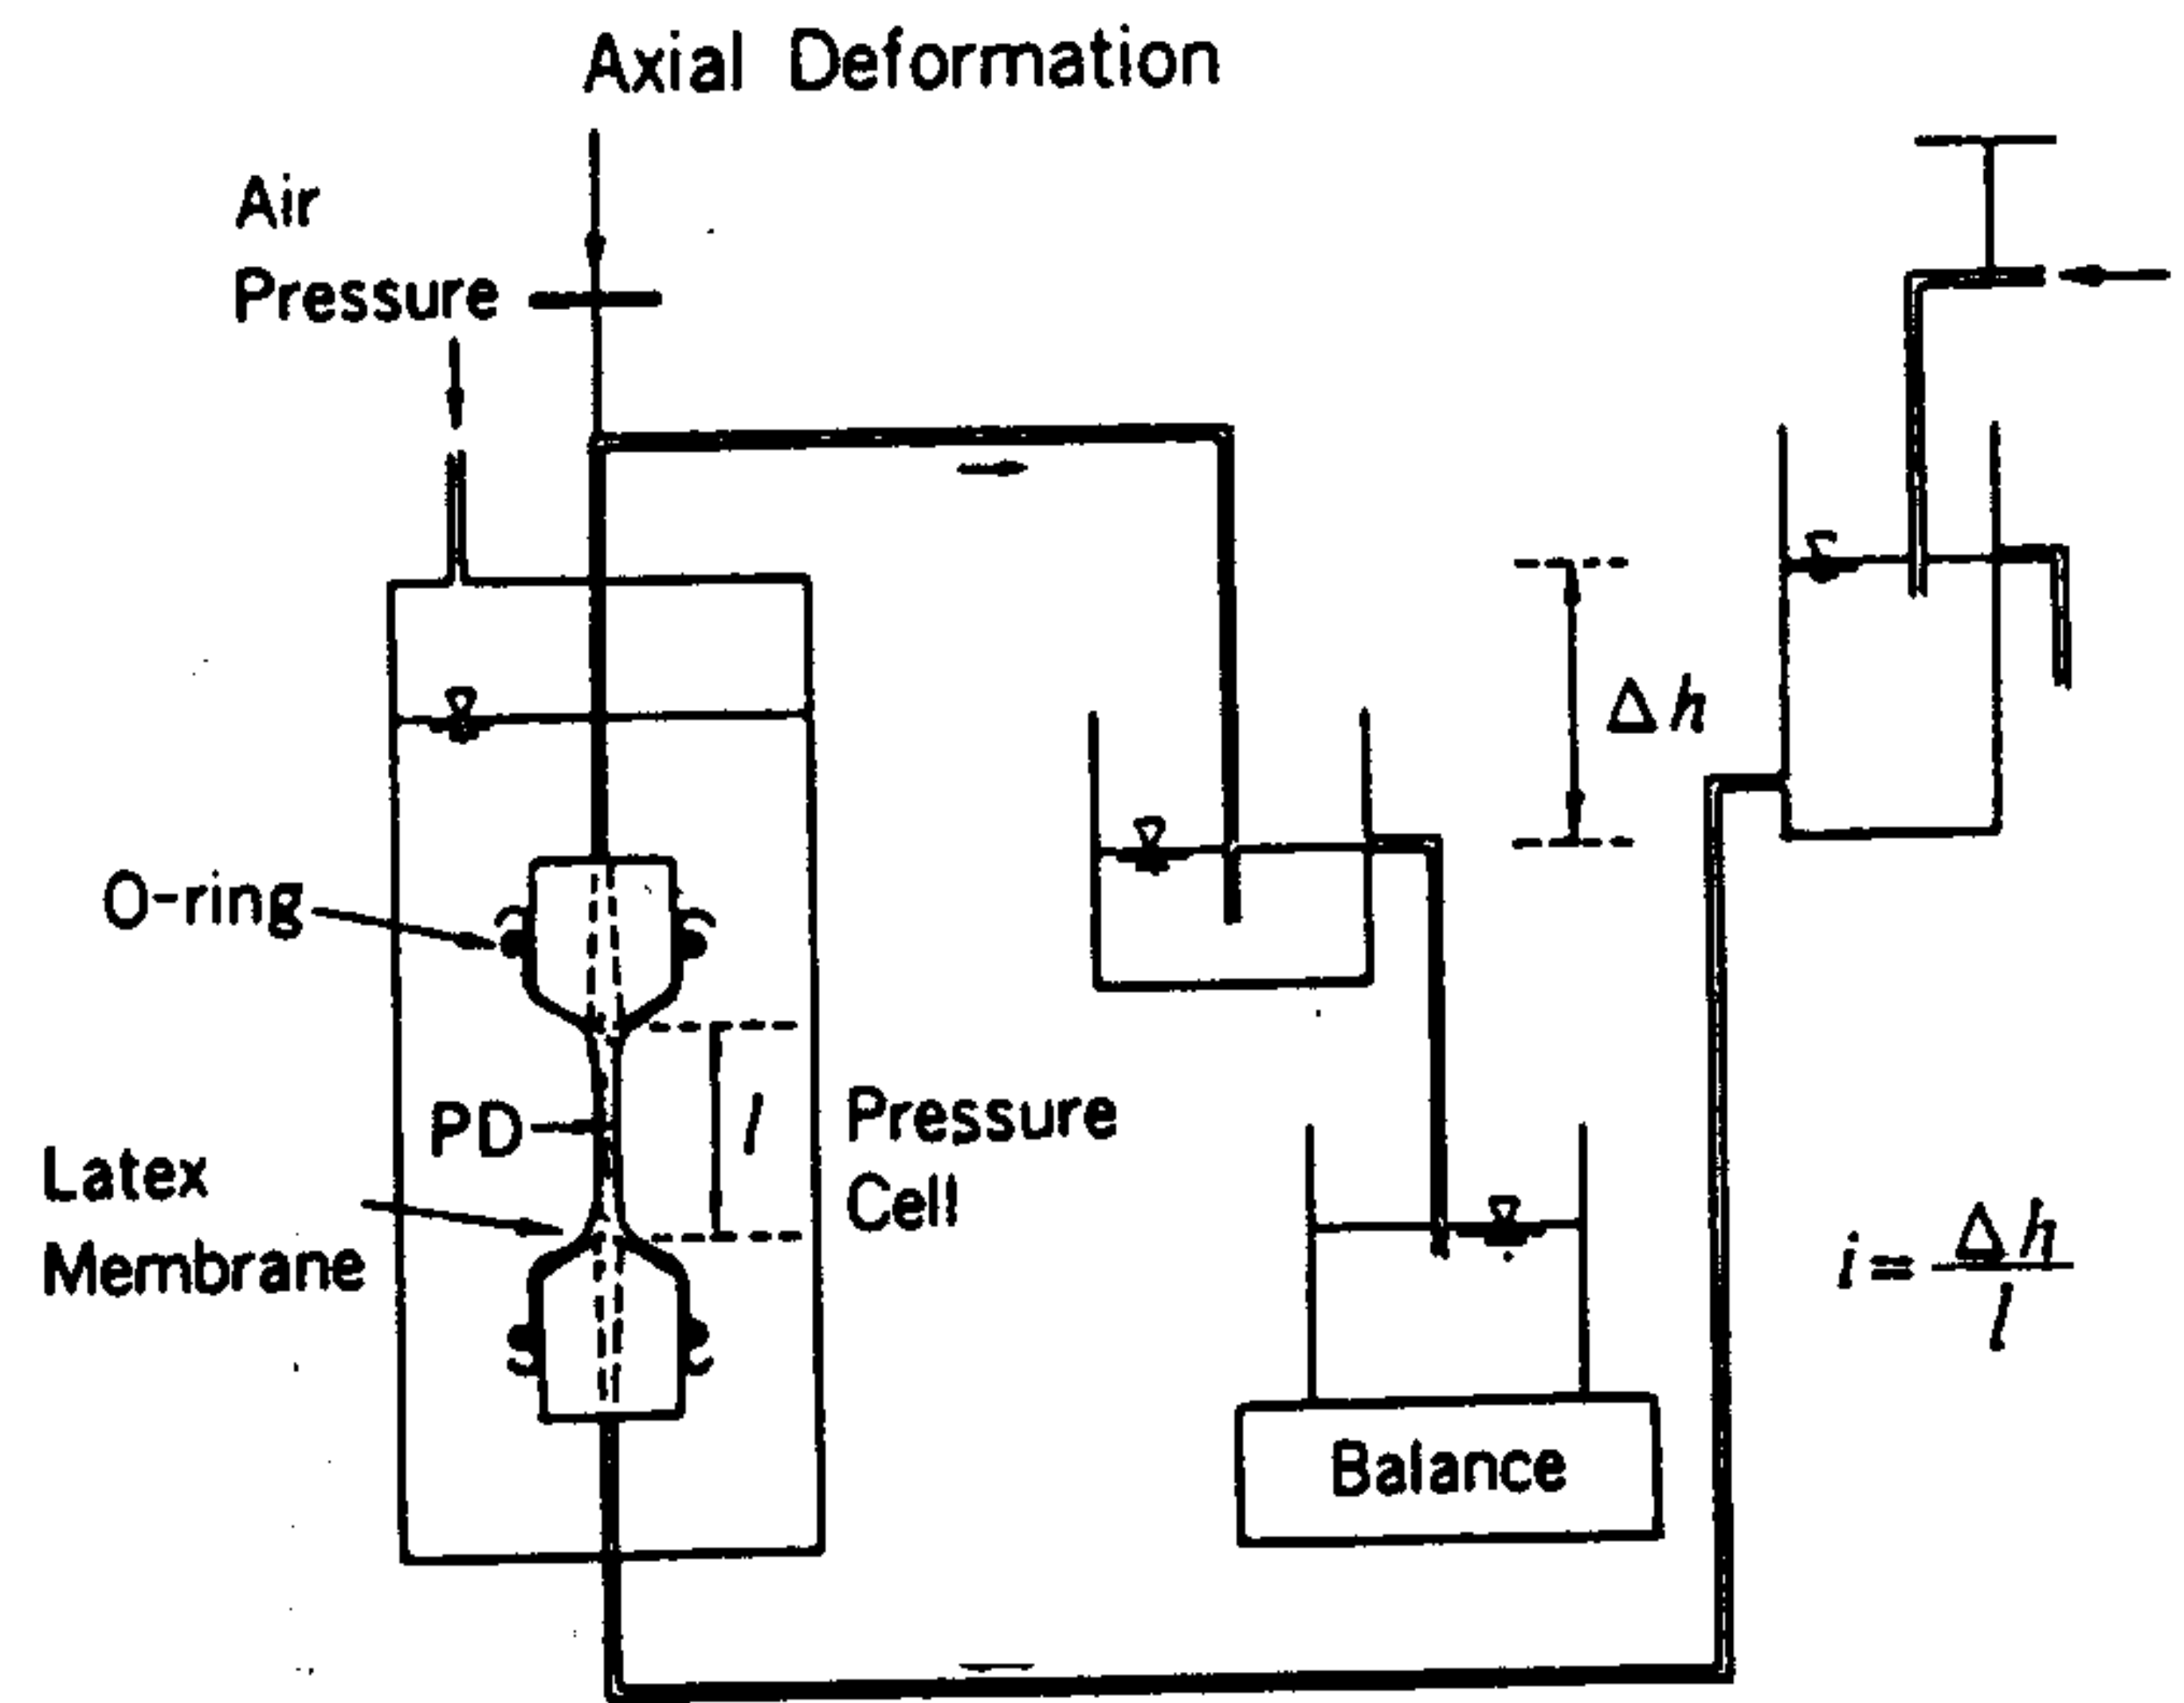 Axial Deformation
Air
Pressure
Δh
O-ring
PD
l
Pressure
Cell
Latex
Membrane
i = Δh / l
Balance